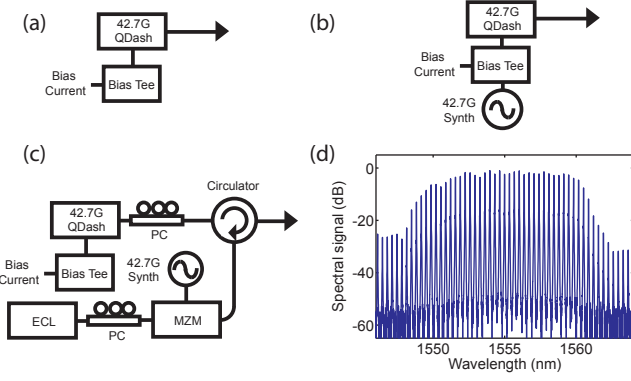 (a)
42.7G
QDash
Bias
Current
Bias Tee
(b)
42.7G
QDash
Bias
Current
Bias Tee
42.7G
Synth
(c)
Circulator
42.7G
QDash
PC
42.7G
Synth
Bias
Current
Bias Tee
ECL
PC
MZM
(d)
Spectral signal (dB)
0
-20
-40
-60
1550
1555
1560
Wavelength (nm)